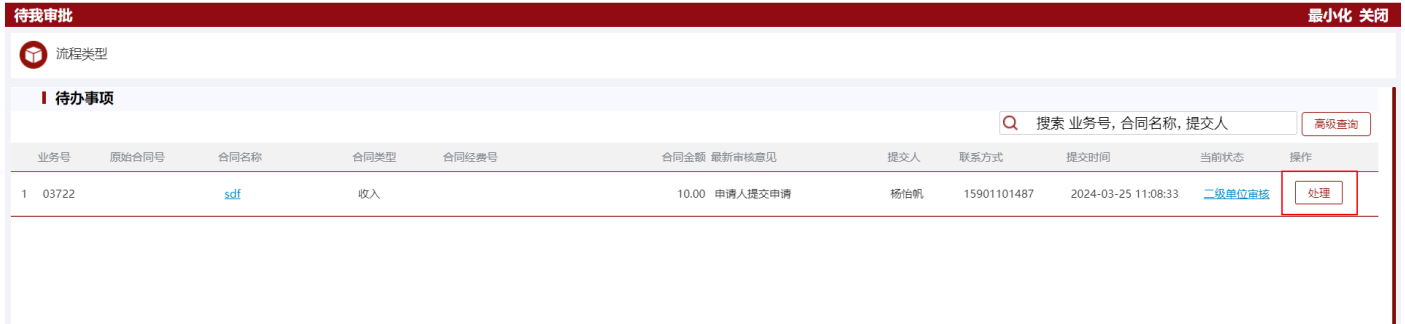 待我审批 最小化 关闭
流程类型
待办事项
搜索 业务号, 合同名称, 提交人 高级查询
业务号 原始合同号 合同名称 合同类型 合同经费号 合同金额 最新审核意见 提交人 联系方式 提交时间 当前状态 操作
1 03722 sdf 收入 10.00 申请人提交申请 杨怡帆 15901101487 2024-03-25 11:08:33 二级单位审核 处理